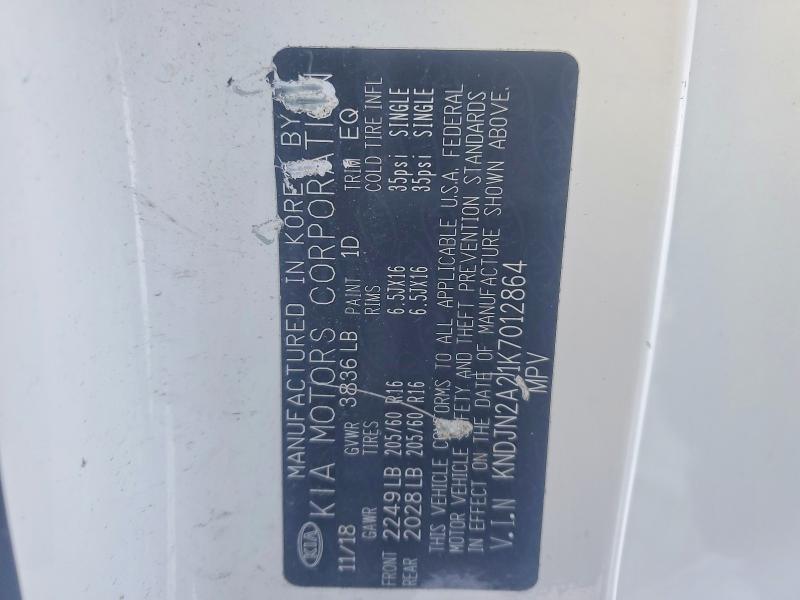 MANUFACTURED IN KOREA BY
KIA KIA MOTORS CORPORATION
11/18 GVWR 3836 LB PAINT 1D TRIM EQ
GAWR TIRES RIMS COLD TIRE INFL
FRONT 2249LB 205/60 R16 6.5JX16 35psi SINGLE
REAR 2028LB 205/60 R16 6.5JX16 35psi SINGLE
THIS VEHICLE CONFORMS TO ALL APPLICABLE U.S.A. FEDERAL
MOTOR VEHICLE SAFETY AND THEFT PREVENTION STANDARDS
IN EFFECT ON THE DATE OF MANUFACTURE SHOWN ABOVE.
V.I.N KNDJN2A21K7012864
MPV